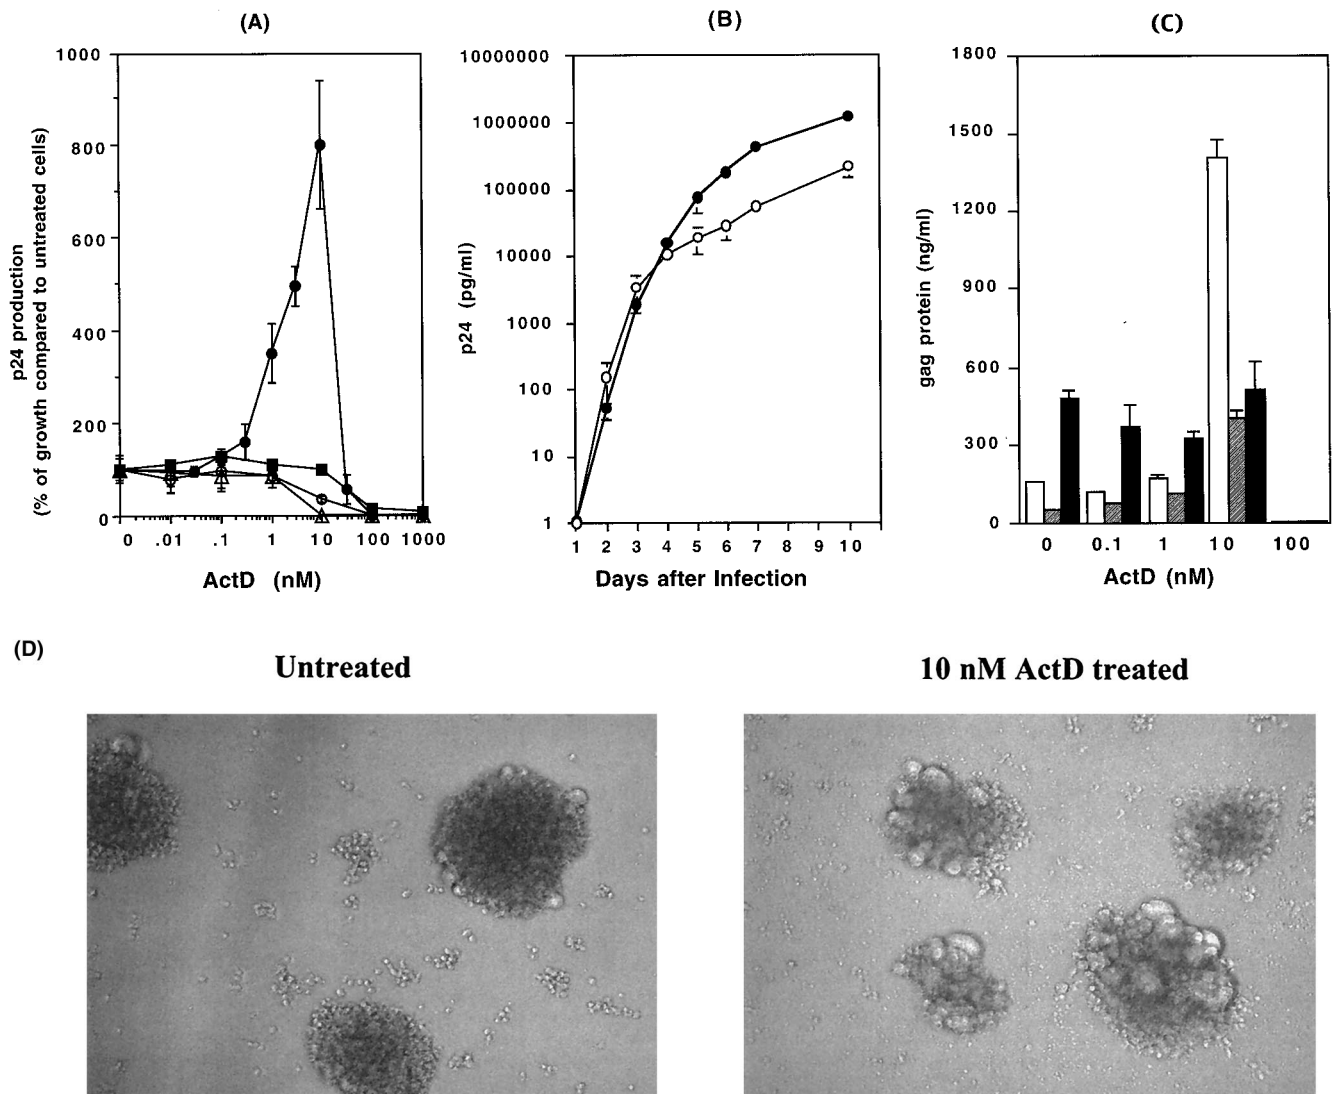 (A)
1000
800
600
400
200
0
p24 production
(% of growth compared to untreated cells)
0 .01 .1 1 10 100 1000
ActD (nM)
(B)
10000000
1000000
100000
10000
1000
100
10
1
p24 (pg/ml)
1 2 3 4 5 6 7 8 9 10
Days after Infection
(C)
1800
1500
1200
900
600
300
0
gag protein (ng/ml)
0 0.1 1 10 100
ActD (nM)
(D)
Untreated
10 nM ActD treated